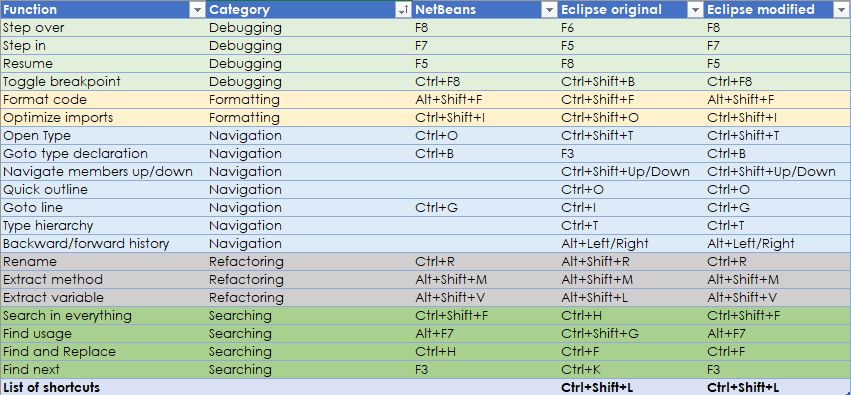 Function Category NetBeans Eclipse original Eclipse modified
Step over Debugging F8 F6 F8
Step in Debugging F7 F5 F7
Resume Debugging F5 F8 F5
Toggle breakpoint Debugging Ctrl+F8 Ctrl+Shift+B Ctrl+F8
Format code Formatting Alt+Shift+F Ctrl+Shift+F Alt+Shift+F
Optimize imports Formatting Ctrl+Shift+I Ctrl+Shift+O Ctrl+Shift+I
Open Type Navigation Ctrl+O Ctrl+Shift+T Ctrl+Shift+T
Goto type declaration Navigation Ctrl+B F3 Ctrl+B
Navigate members up/down Navigation Ctrl+Shift+Up/Down Ctrl+Shift+Up/Down
Quick outline Navigation Ctrl+O Ctrl+O
Goto line Navigation Ctrl+G Ctrl+I Ctrl+G
Type hierarchy Navigation Ctrl+T Ctrl+T
Backward/forward history Navigation Alt+Left/Right Alt+Left/Right
Rename Refactoring Ctrl+R Alt+Shift+R Ctrl+R
Extract method Refactoring Alt+Shift+M Alt+Shift+M Alt+Shift+M
Extract variable Refactoring Alt+Shift+V Alt+Shift+L Alt+Shift+V
Search in everything Searching Ctrl+Shift+F Ctrl+H Ctrl+Shift+F
Find usage Searching Alt+F7 Ctrl+Shift+G Alt+F7
Find and Replace Searching Ctrl+H Ctrl+F Ctrl+F
Find next Searching F3 Ctrl+K F3
List of shortcuts Ctrl+Shift+L Ctrl+Shift+L